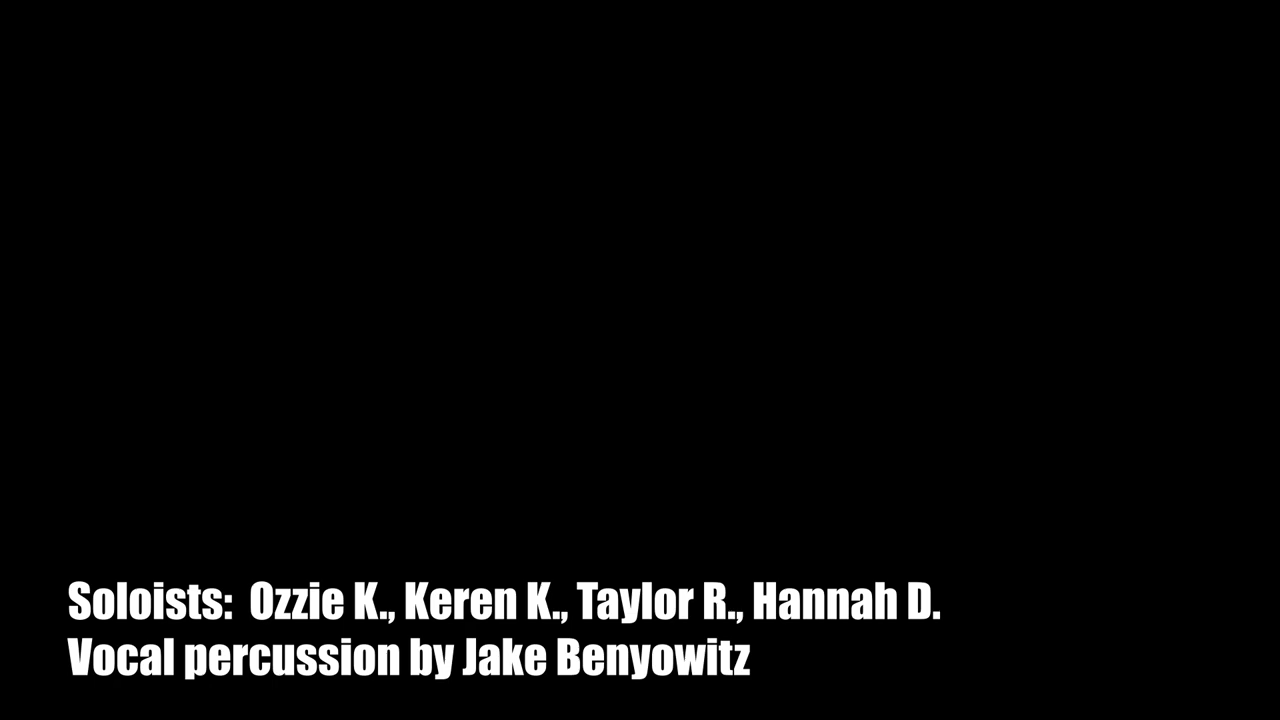 Soloists:  Ozzie K., Keren K., Taylor R., Hannah D.
Vocal percussion by Jake Benyowitz